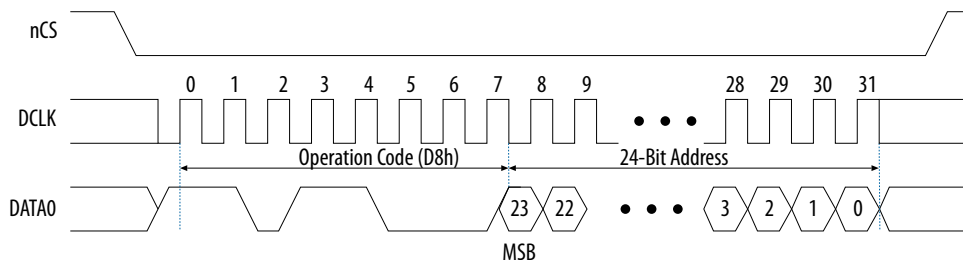 nCS
0 1 2 3 4 5 6 7 8 9 28 29 30 31
DCLK
Operation Code (D8h) 24-Bit Address
DATA0 23 22 3 2 1 0
MSB